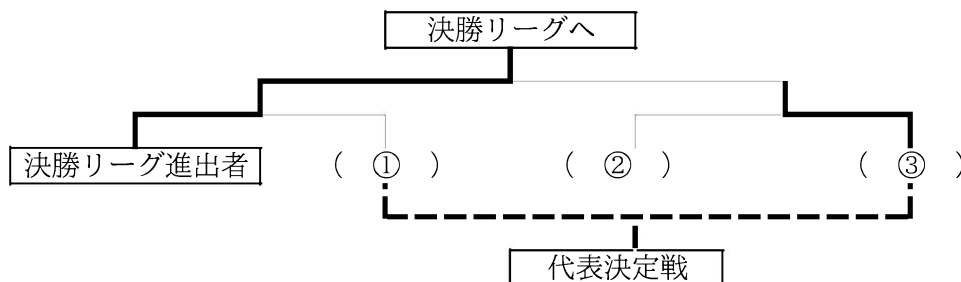 決勝リーグへ
決勝リーグ進出者 （ ① ） （ ② ） （ ③ ）
代表決定戦